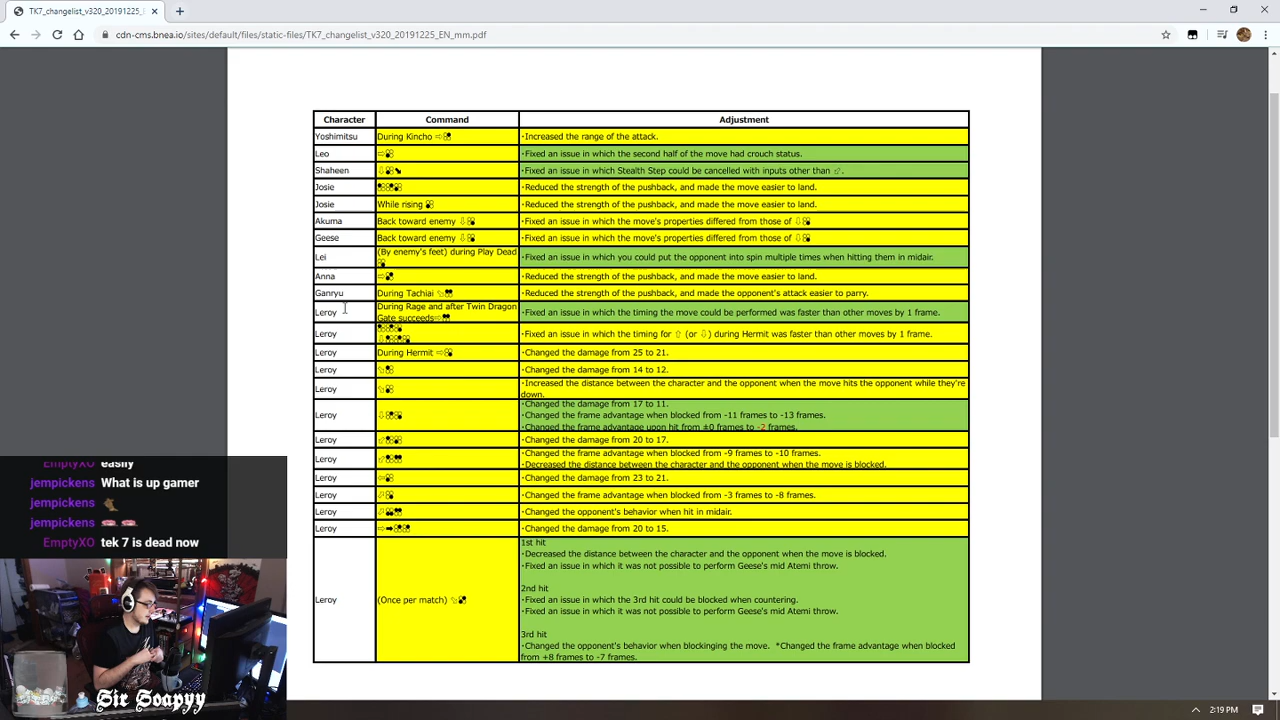 TK7_changelist_v320_20191225_E
cdn-cms.bnea.io/sites/default/files/static-files/TK7_changelist_v320_20191225_EN_mm.pdf
Character Command Adjustment
Yoshimitsu During Kincho ⇨ ・Increased the range of the attack.
Leo ⇨ ・Fixed an issue in which the second half of the move had crouch status.
Shaheen ⇩ ・Fixed an issue in which Stealth Step could be cancelled with inputs other than .
Josie ・Reduced the strength of the pushback, and made the move easier to land.
Josie While rising ・Reduced the strength of the pushback, and made the move easier to land.
Akuma Back toward enemy ⇩ ・Fixed an issue in which the move's properties differed from those of ⇩
Geese Back toward enemy ⇩ ・Fixed an issue in which the move's properties differed from those of ⇩
Lei (By enemy's feet) during Play Dead ・Fixed an issue in which you could put the opponent into spin multiple times when hitting them in midair.
Anna ⇨ ・Reduced the strength of the pushback, and made the move easier to land.
Ganryu During Tachiai ・Reduced the strength of the pushback, and made the opponent's attack easier to parry.
Leroy During Rage and after Twin Dragon
Gate succeeds⇨ ・Fixed an issue in which the timing the move could be performed was faster than other moves by 1 frame.
Leroy ⇩ ・Fixed an issue in which the timing for ⇧ (or ⇩) during Hermit was faster than other moves by 1 frame.
Leroy During Hermit ⇨ ・Changed the damage from 25 to 21.
Leroy ・Changed the damage from 14 to 12.
Leroy ・Increased the distance between the character and the opponent when the move hits the opponent while they're
down.
Leroy ⇩ ・Changed the damage from 17 to 11.
・Changed the frame advantage when blocked from -11 frames to -13 frames.
・Changed the frame advantage upon hit from ±0 frames to -2 frames.
Leroy ・Changed the damage from 20 to 17.
Leroy ・Changed the frame advantage when blocked from -9 frames to -10 frames.
・Decreased the distance between the character and the opponent when the move is blocked.
Leroy ・Changed the damage from 23 to 21.
Leroy ・Changed the frame advantage when blocked from -3 frames to -8 frames.
Leroy ・Changed the opponent's behavior when hit in midair.
Leroy ⇨➡ ・Changed the damage from 20 to 15.
Leroy (Once per match)
1st hit
・Decreased the distance between the character and the opponent when the move is blocked.
・Fixed an issue in which it was not possible to perform Geese's mid Atemi throw.
2nd hit
・Fixed an issue in which the 3rd hit could be blocked when countering.
・Fixed an issue in which it was not possible to perform Geese's mid Atemi throw.
3rd hit
・Changed the opponent's behavior when blockinging the move. *Changed the frame advantage when blocked
from +8 frames to -7 frames.
EmptyXO easily
jempickens What is up gamer
jempickens
jempickens
EmptyXO tek 7 is dead now
Sir Soapyy
2:19 PM